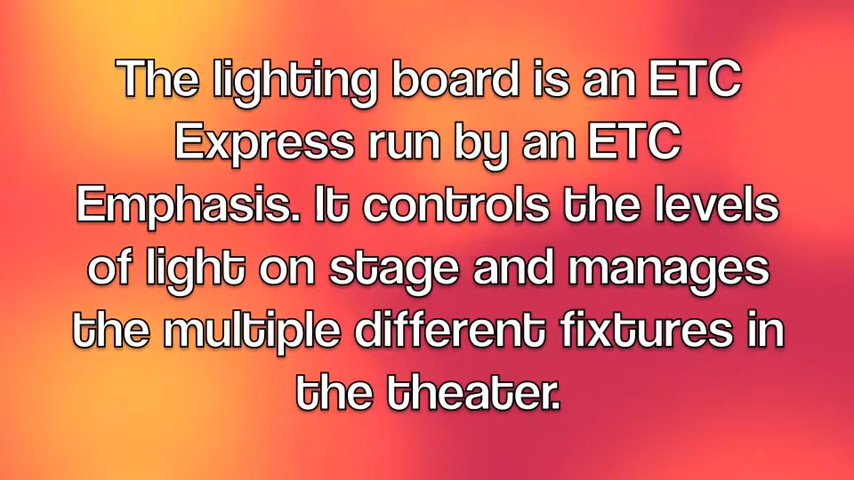 The lighting board is an ETC
Express run by an ETC
Emphasis. It controls the levels
of light on stage and manages
the multiple different fixtures in
the theater.